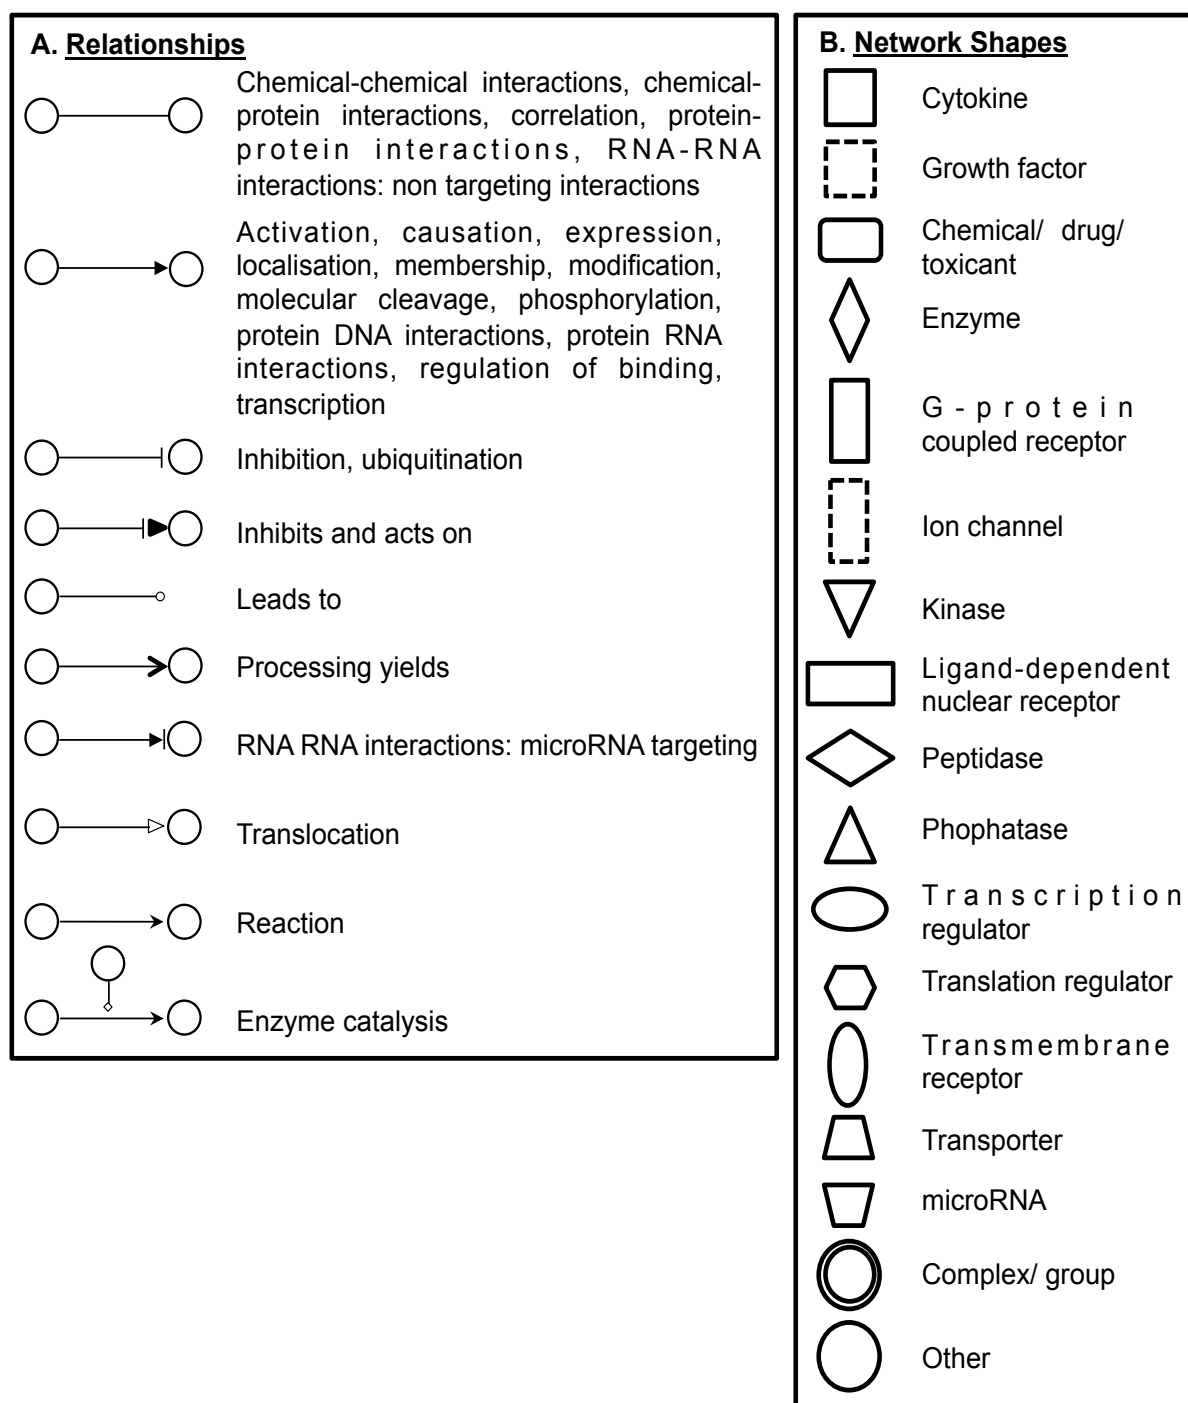 A. Relationships
Chemical-chemical interactions, chemical-
protein interactions, correlation, protein-
protein interactions, RNA-RNA
interactions: non targeting interactions
Activation, causation, expression,
localisation, membership, modification,
molecular cleavage, phosphorylation,
protein DNA interactions, protein RNA
interactions, regulation of binding,
transcription
Inhibition, ubiquitination
Inhibits and acts on
Leads to
Processing yields
RNA RNA interactions: microRNA targeting
Translocation
Reaction
Enzyme catalysis
B. Network Shapes
Cytokine
Growth factor
Chemical/ drug/
toxicant
Enzyme
G-protein
coupled receptor
Ion channel
Kinase
Ligand-dependent
nuclear receptor
Peptidase
Phophatase
Transcription
regulator
Translation regulator
Transmembrane
receptor
Transporter
microRNA
Complex/ group
Other